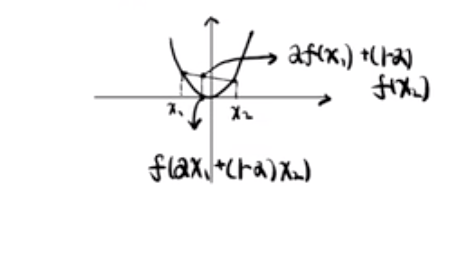 αf(x₁) + (1-α)
f(x₂)
x₁
x₂
f(αx₁ + (1-α)x₂)